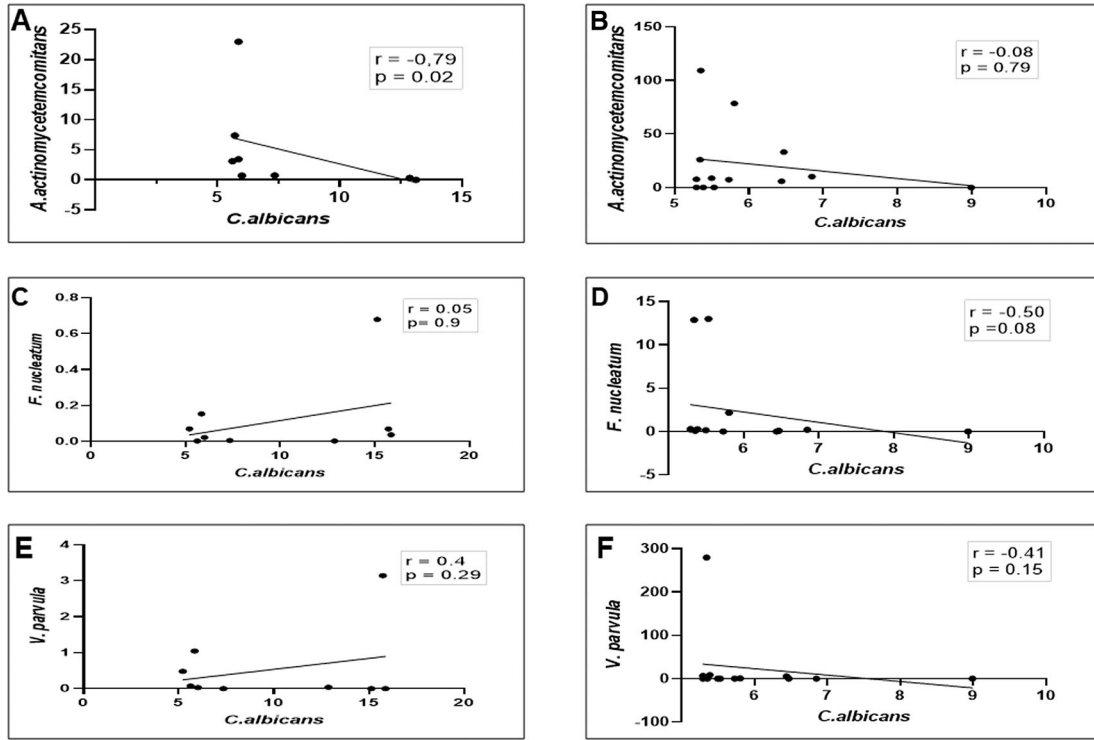 A
25
20
15
10
5
0
-5
A.actinomycetemcomitans
r = -0,79
p = 0.02
5
10
15
C.albicans
B
150
100
50
0
A.actinomycetemcomitans
r = -0.08
p = 0.79
5
6
7
8
9
10
C.albicans
C
0.8
0.6
0.4
0.2
0.0
F. nucleatum
r = 0.05
p= 0.9
0
5
10
15
20
C.albicans
D
15
10
5
0
-5
F. nucleatum
r = -0.50
p =0.08
6
7
8
9
10
C.albicans
E
4
3
2
1
0
V. parvula
r = 0.4
p = 0.29
0
5
10
15
20
C.albicans
F
300
200
100
0
-100
V. parvula
r = -0.41
p = 0.15
6
7
8
9
10
C.albicans